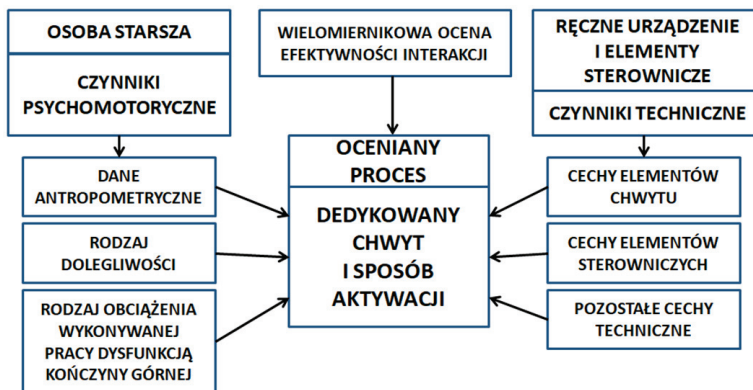 OSOBA STARSZA
CZYNNIKI
PSYCHOMOTORYCZNE
DANE
ANTROPOMETRYCZNE
RODZAJ
DOLEGLIWOŚCI
RODZAJ OBCIĄŻENIA
WYKONYWANEJ
PRACY DYSFUNKCJĄ
KOŃCZYNY GÓRNEJ
WIELOMIERNIKOWA OCENA
EFEKTYWNOŚCI INTERAKCJI
OCENIANY
PROCES
DEDYKOWANY
CHWYT
I SPOSÓB
AKTYWACJI
RĘCZNE URZĄDZENIE
I ELEMENTY
STEROWNICZE
CZYNNIKI TECHNICZNE
CECHY ELEMENTÓW
CHWYTU
CECHY ELEMENTÓW
STEROWNICZYCH
POZOSTAŁE CECHY
TECHNICZNE